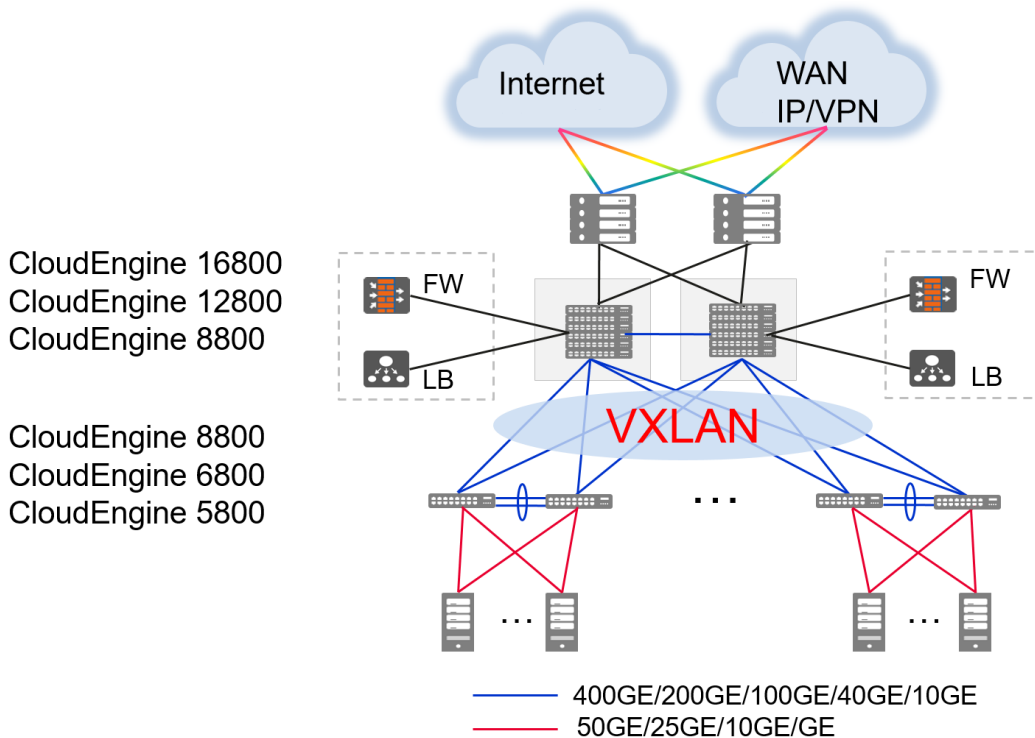 Internet
WAN
IP/VPN
CloudEngine 16800
CloudEngine 12800
CloudEngine 8800
FW
LB
FW
LB
VXLAN
CloudEngine 8800
CloudEngine 6800
CloudEngine 5800
...
... ...
400GE/200GE/100GE/40GE/10GE
50GE/25GE/10GE/GE